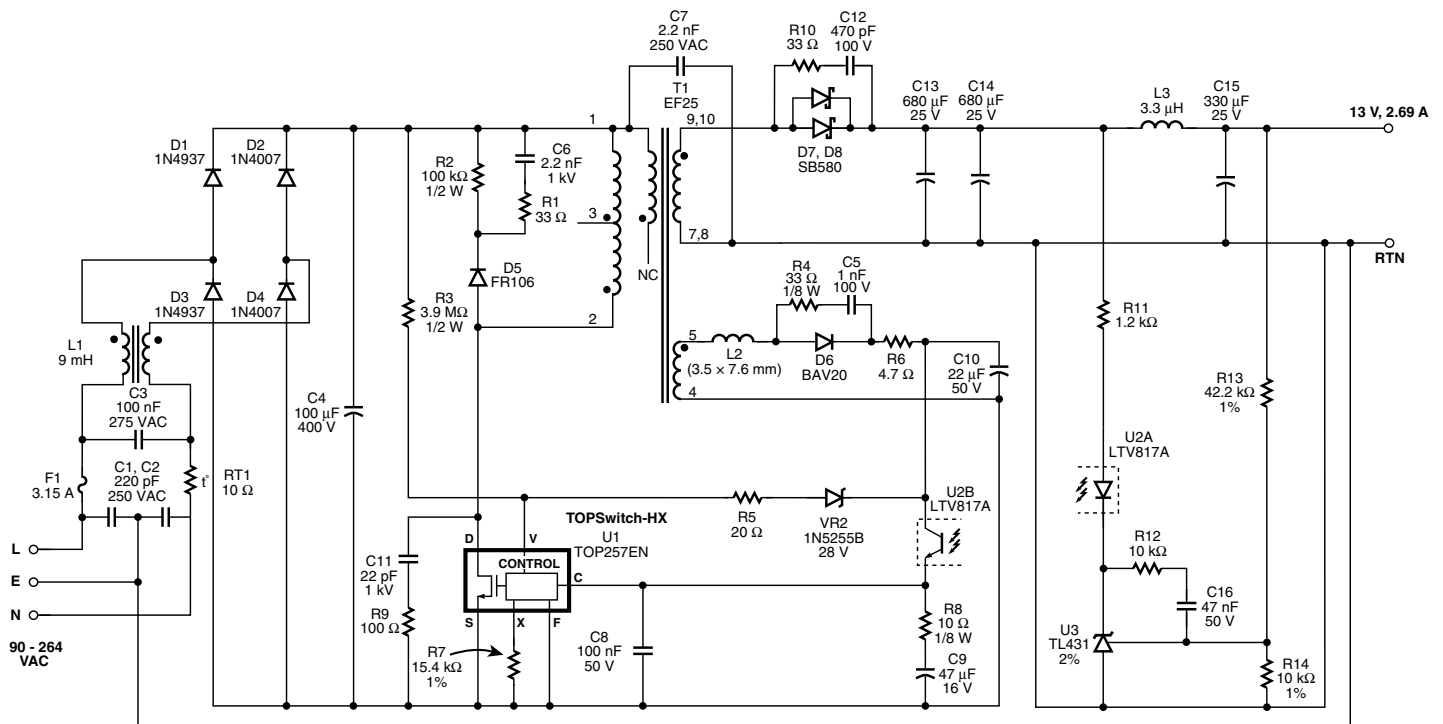 C7
2.2 nF
250 VAC
R10
33 Ω
C12
470 pF
100 V
T1
EF25
1
9,10
C13
680 μF
25 V
C14
680 μF
25 V
L3
3.3 μH
C15
330 μF
25 V
13 V, 2.69 A
D7, D8
SB580
D1
1N4937
D2
1N4007
R2
100 kΩ
1/2 W
C6
2.2 nF
1 kV
R1
33 Ω
3
7,8
RTN
NC
D5
FR106
R4
33 Ω
1/8 W
C5
1 nF
100 V
D3
1N4937
D4
1N4007
R3
3.9 MΩ
1/2 W
2
5
L2
(3.5 × 7.6 mm)
D6
BAV20
R6
4.7 Ω
C10
22 μF
50 V
4
R11
1.2 kΩ
L1
9 mH
C3
100 nF
275 VAC
C4
100 μF
400 V
R13
42.2 kΩ
1%
F1
3.15 A
C1, C2
220 pF
250 VAC
t°
RT1
10 Ω
U2A
LTV817A
R5
20 Ω
VR2
1N5255B
28 V
U2B
LTV817A
TOPSwitch-HX
U1
TOP257EN
D
V
CONTROL
C
S
X
F
L
E
N
90 - 264
VAC
C11
22 pF
1 kV
R9
100 Ω
R7
15.4 kΩ
1%
C8
100 nF
50 V
R8
10 Ω
1/8 W
C9
47 μF
16 V
R12
10 kΩ
C16
47 nF
50 V
U3
TL431
2%
R14
10 kΩ
1%